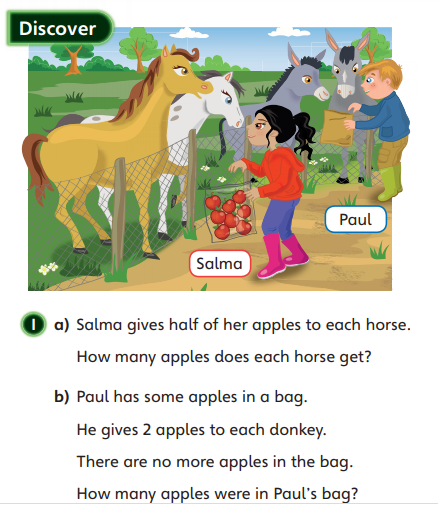 Discover
Paul
Salma
1 a) Salma gives half of her apples to each horse.
How many apples does each horse get?
b) Paul has some apples in a bag.
He gives 2 apples to each donkey.
There are no more apples in the bag.
How many apples were in Paul's bag?